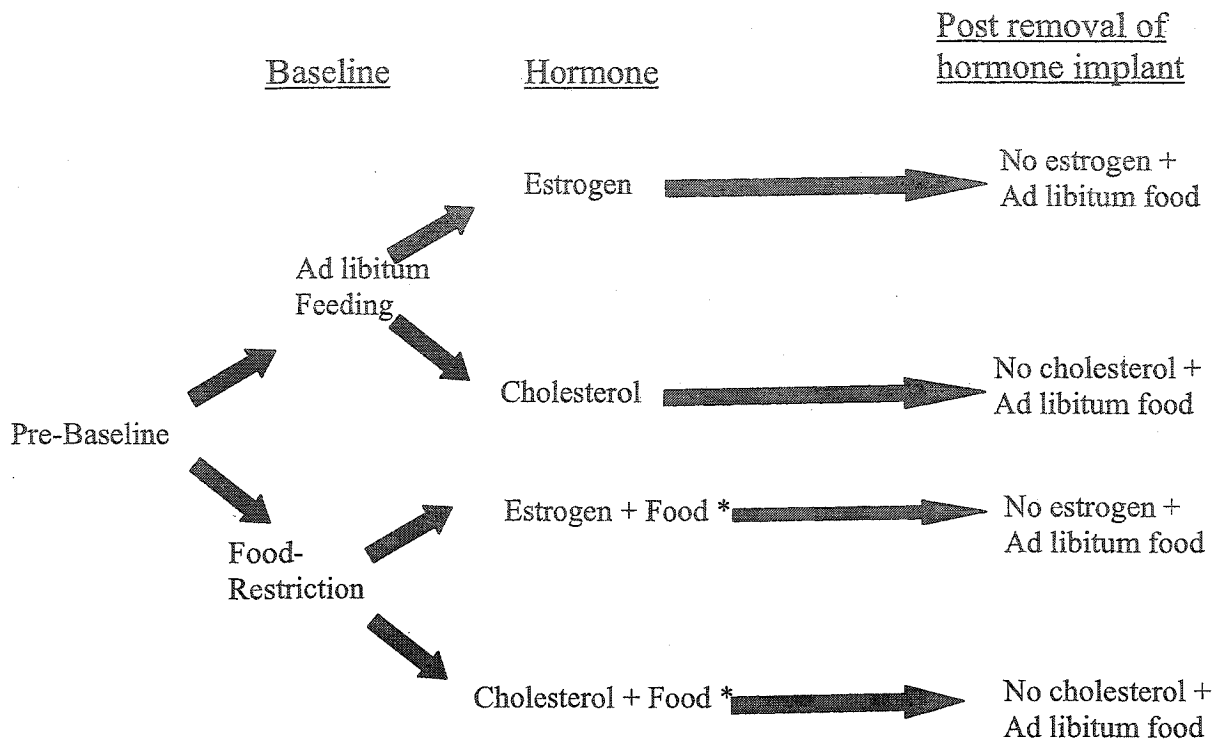 Post removal of
hormone implant
Baseline
Hormone
Estrogen
No estrogen +
Ad libitum food
Ad libitum
Feeding
Cholesterol
No cholesterol +
Ad libitum food
Pre-Baseline
Estrogen + Food *
No estrogen +
Ad libitum food
Food-
Restriction
Cholesterol + Food *
No cholesterol +
Ad libitum food